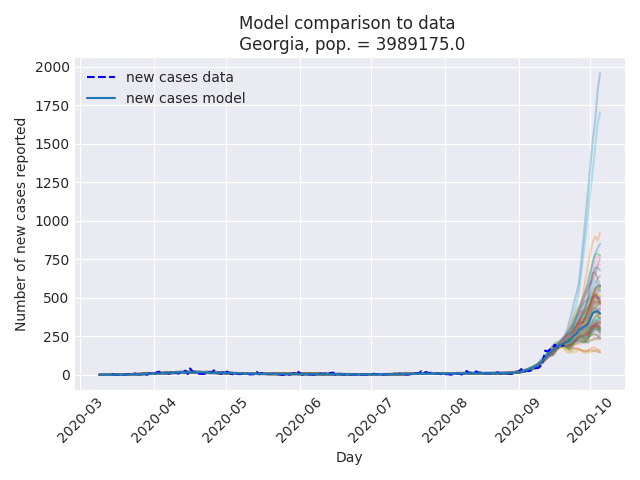 Model comparison to data
Georgia, pop. = 3989175.0
new cases data
new cases model
Number of new cases reported
2000
1750
1500
1250
1000
750
500
250
0
2020-03
2020-04
2020-05
2020-06
2020-07
2020-08
2020-09
2020-10
Day